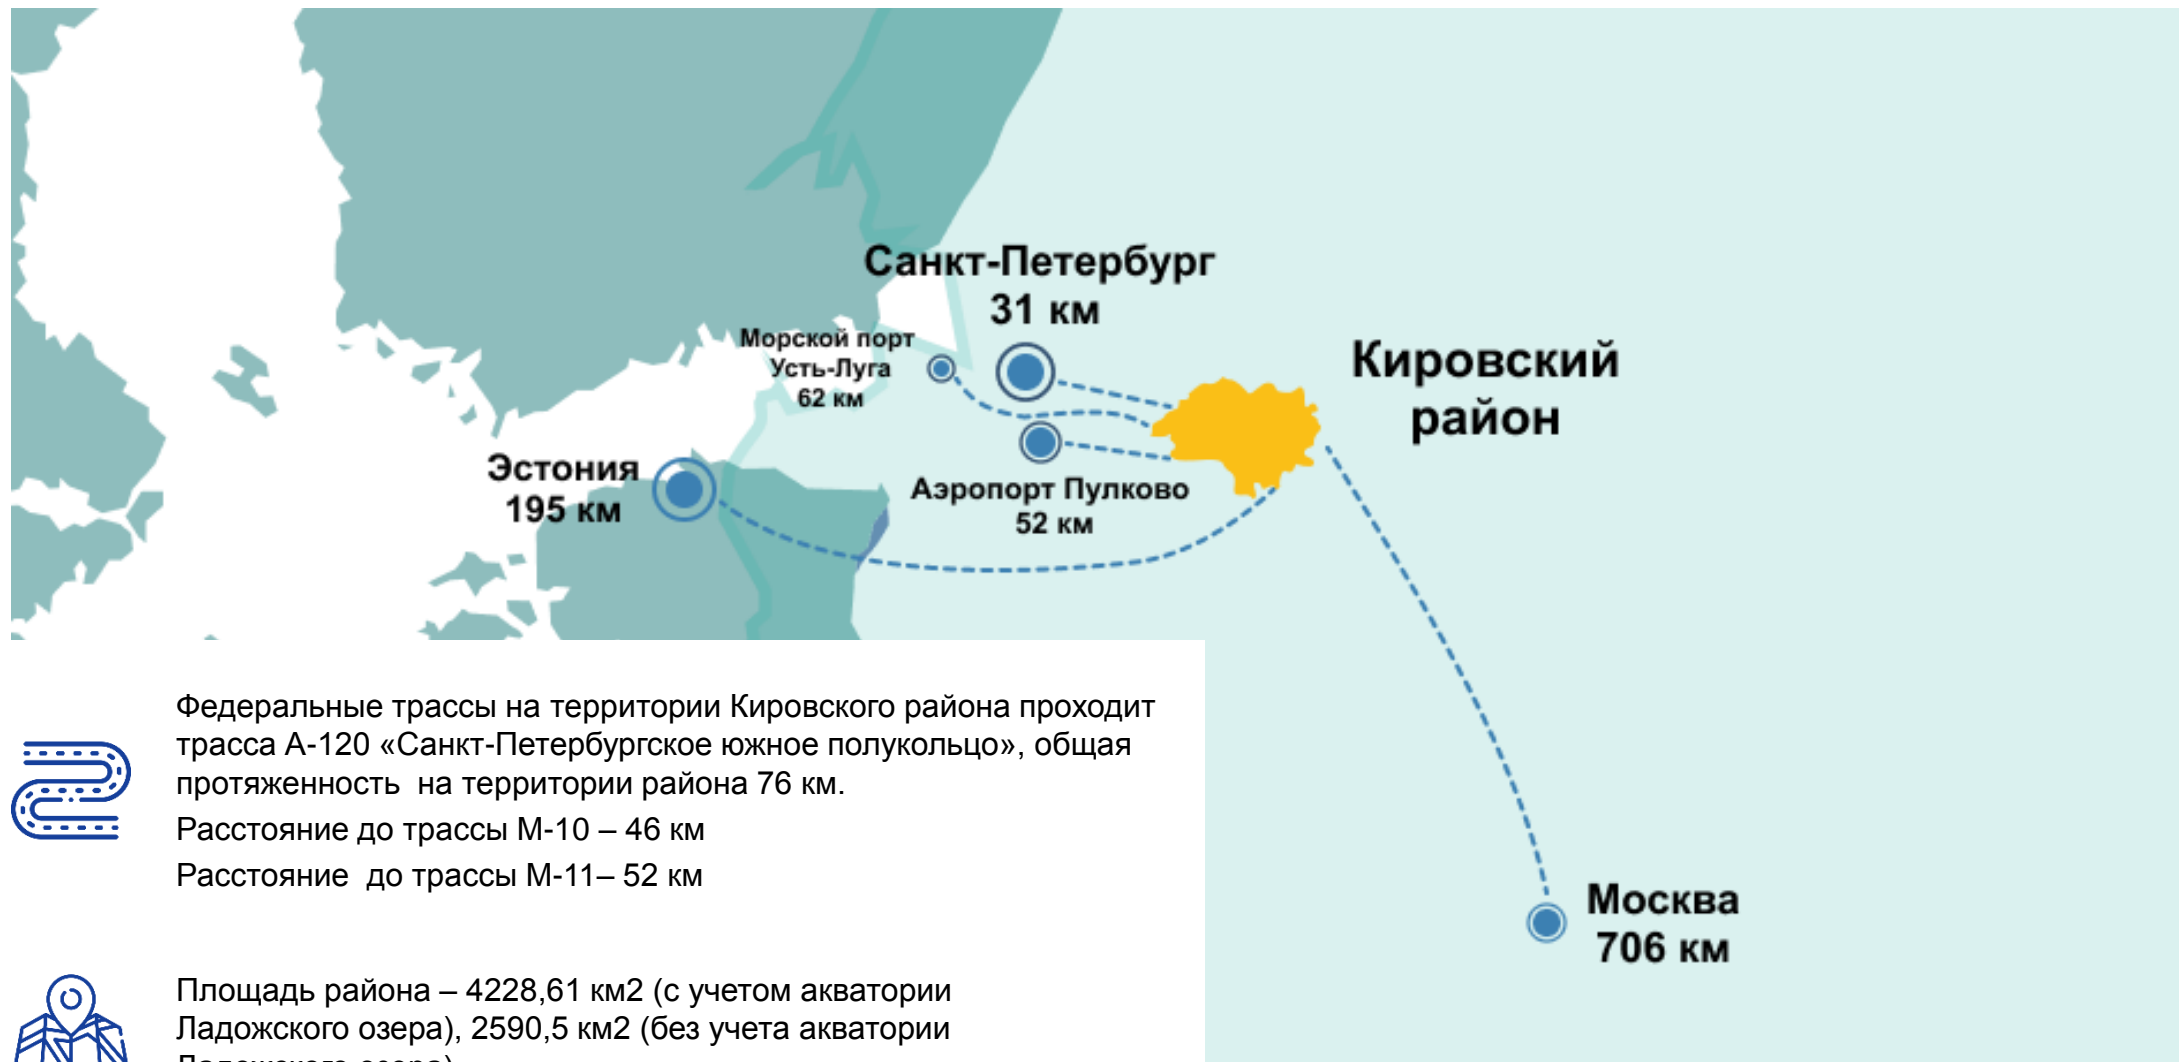 Санкт-Петербург
31 км
Морской порт
Усть-Луга
62 км
Кировский
район
Эстония
195 км
Аэропорт Пулково
52 км
Москва
706 км
Федеральные трассы на территории Кировского района проходит
трасса А-120 «Санкт-Петербургское южное полукольцо», общая
протяженность  на территории района 76 км.
Расстояние до трассы М-10 – 46 км
Расстояние  до трассы М-11– 52 км
Площадь района – 4228,61 км2 (с учетом акватории
Ладожского озера), 2590,5 км2 (без учета акватории
Ладожского озера)